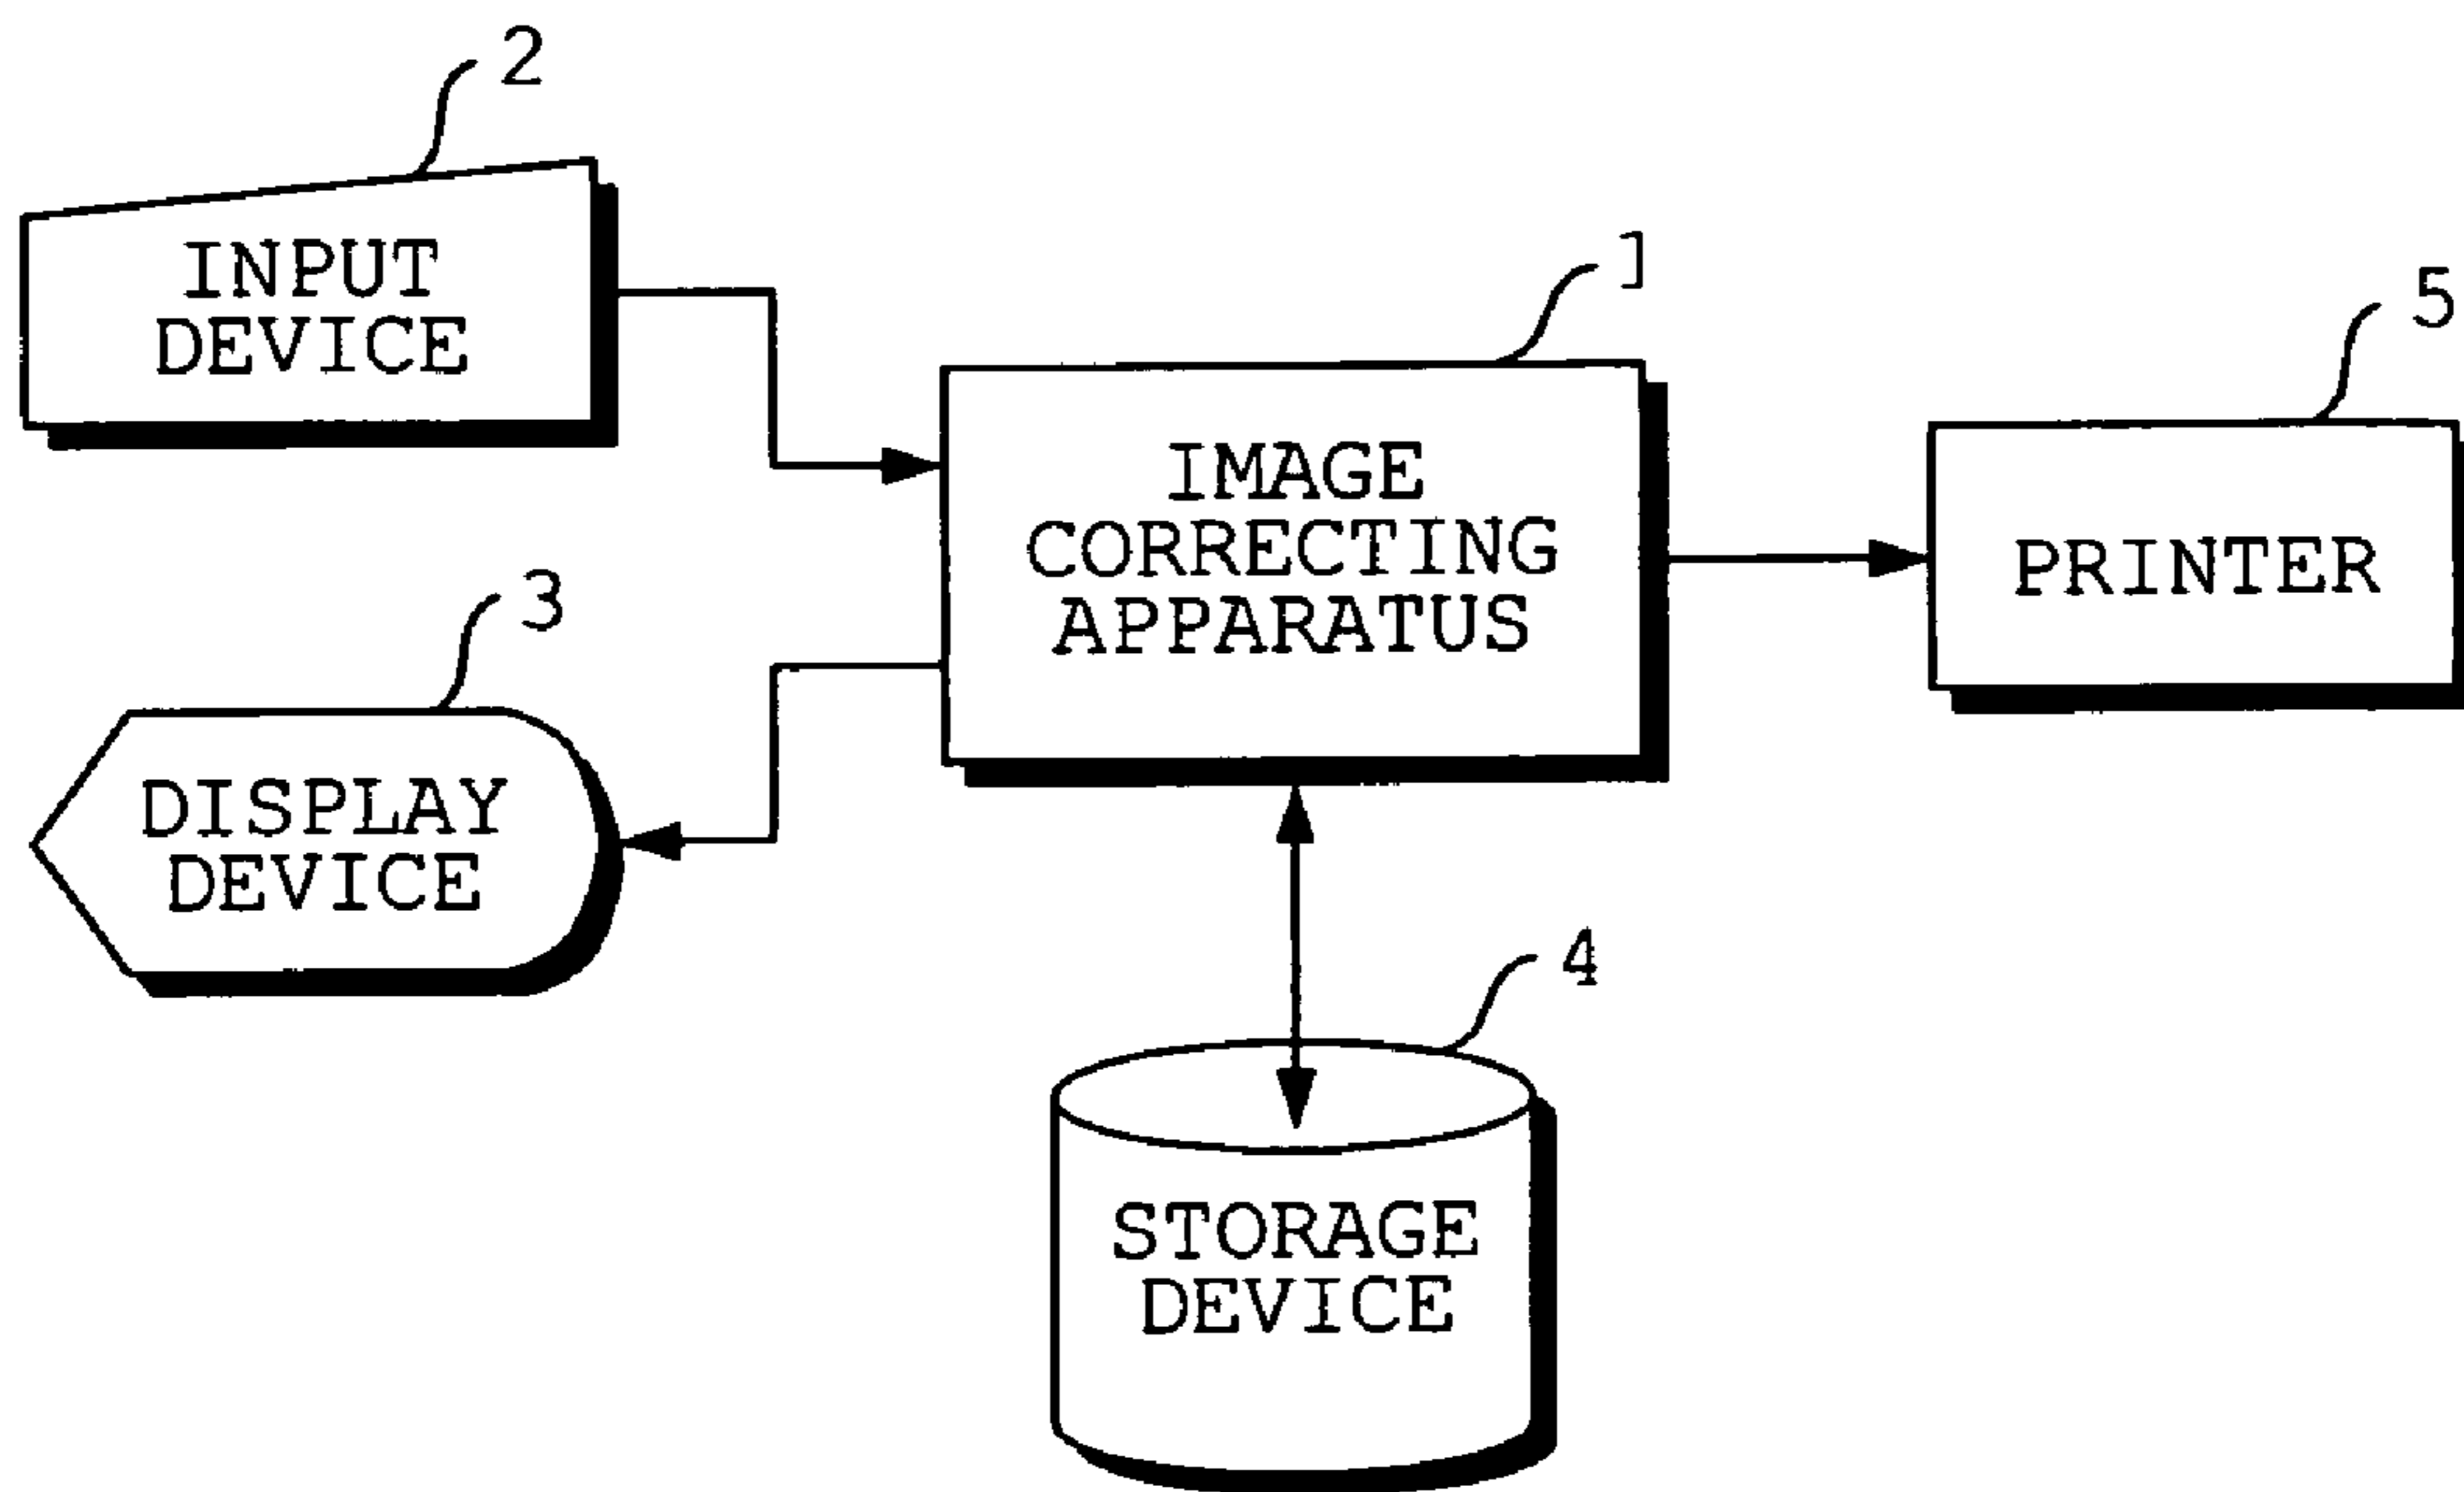 2
INPUT
DEVICE
1
IMAGE
CORRECTING
APPARATUS
5
PRINTER
3
DISPLAY
DEVICE
4
STORAGE
DEVICE